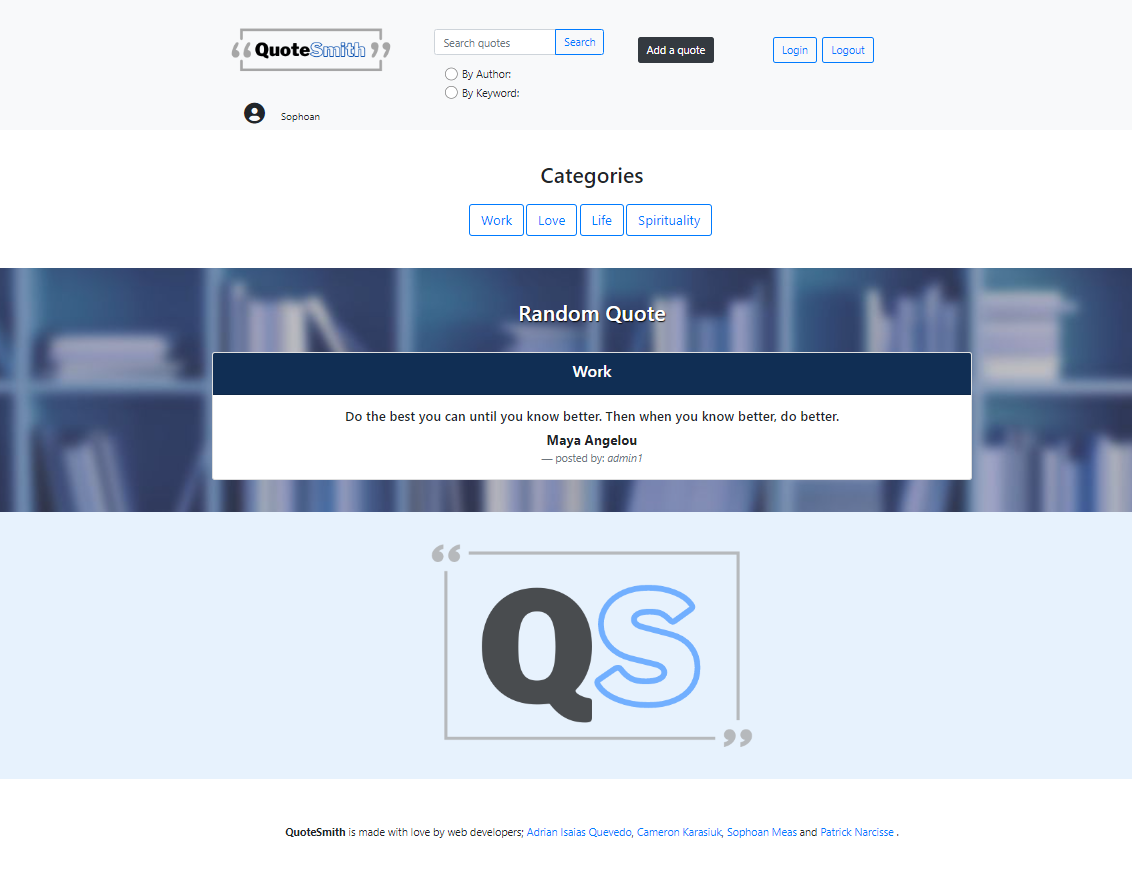 “ QuoteSmith ”
Search quotes Search
Add a quote
Login Logout
By Author:
By Keyword:
Sophoan
Categories
Work Love Life Spirituality
Random Quote
Work
Do the best you can until you know better. Then when you know better, do better.
Maya Angelou
— posted by: admin1
“ QS ”
QuoteSmith is made with love by web developers; Adrian Isaias Quevedo, Cameron Karasiuk, Sophoan Meas and Patrick Narcisse .